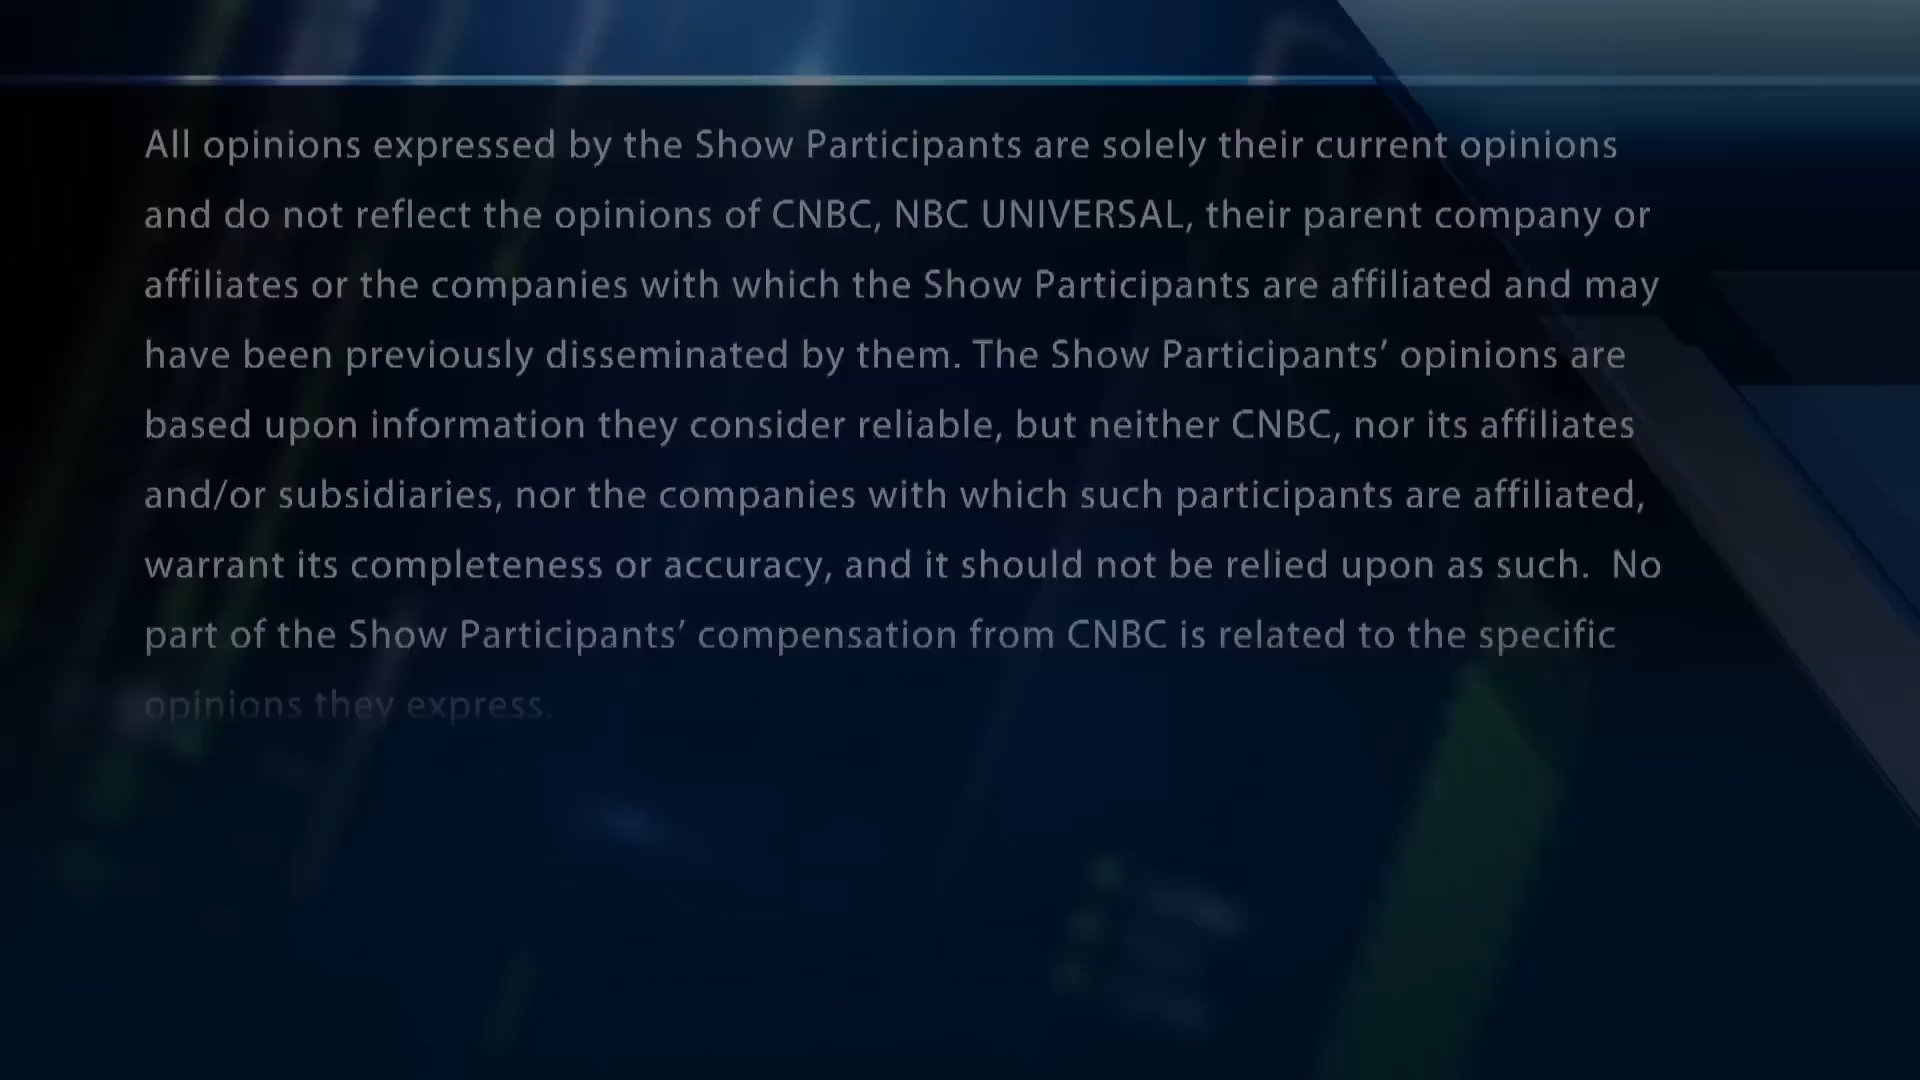 All opinions expressed by the Show Participants are solely their current opinions
and do not reflect the opinions of CNBC, NBC UNIVERSAL, their parent company or
affiliates or the companies with which the Show Participants are affiliated and may
have been previously disseminated by them. The Show Participants’ opinions are
based upon information they consider reliable, but neither CNBC, nor its affiliates
and/or subsidiaries, nor the companies with which such participants are affiliated,
warrant its completeness or accuracy, and it should not be relied upon as such.  No
part of the Show Participants’ compensation from CNBC is related to the specific
opinions they express.